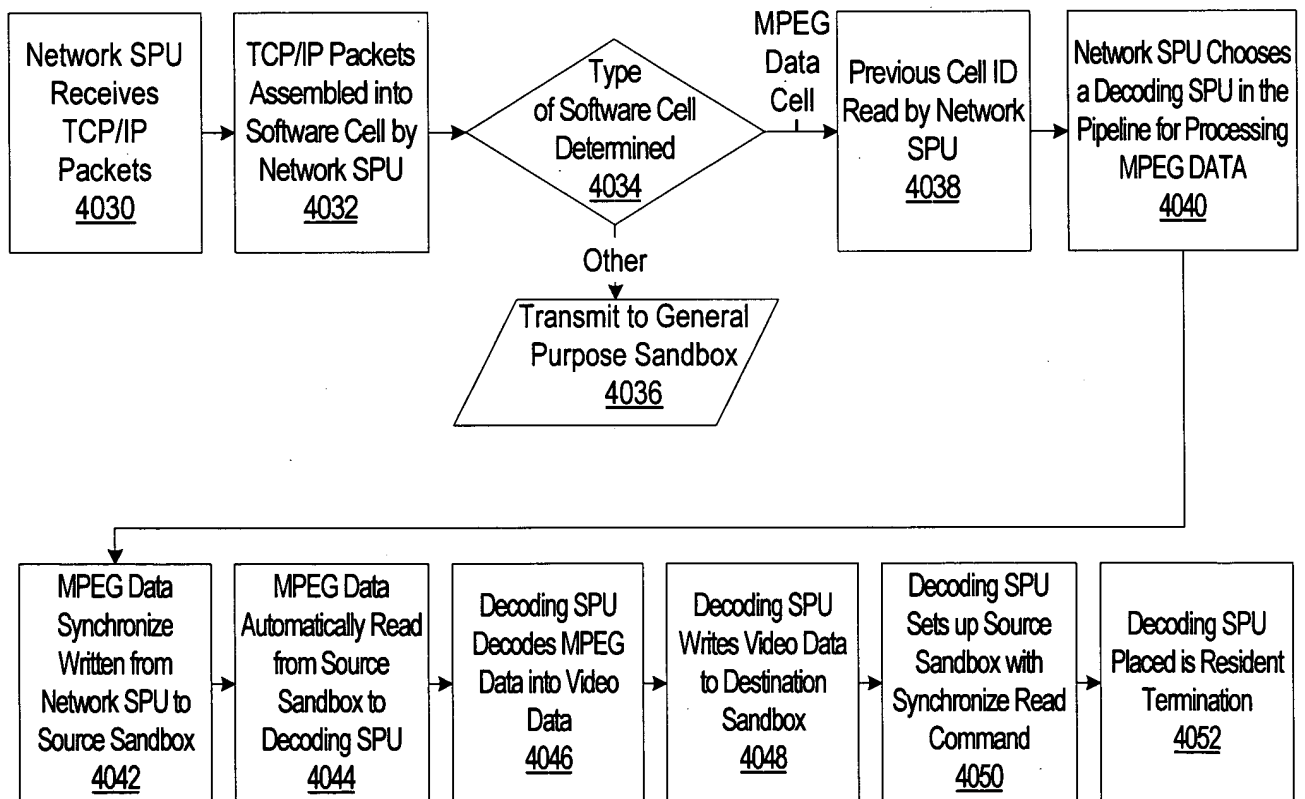 Network SPU
Receives
TCP/IP
Packets
4030
TCP/IP Packets
Assembled into
Software Cell by
Network SPU
4032
Type
of Software Cell
Determined
4034
MPEG
Data
Cell
Previous Cell ID
Read by Network
SPU
4038
Network SPU Chooses
a Decoding SPU in the
Pipeline for Processing
MPEG DATA
4040
Other
Transmit to General
Purpose Sandbox
4036
MPEG Data
Synchronize
Written from
Network SPU to
Source Sandbox
4042
MPEG Data
Automatically Read
from Source
Sandbox to
Decoding SPU
4044
Decoding SPU
Decodes MPEG
Data into Video
Data
4046
Decoding SPU
Writes Video Data
to Destination
Sandbox
4048
Decoding SPU
Sets up Source
Sandbox with
Synchronize Read
Command
4050
Decoding SPU
Placed is Resident
Termination
4052